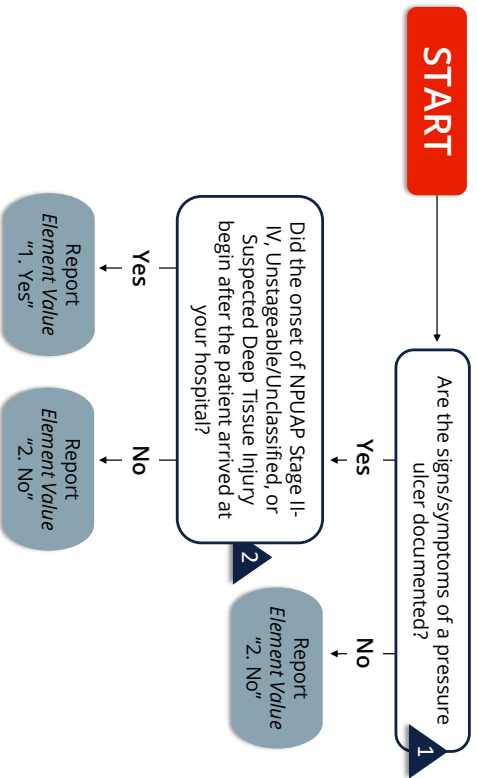 START
Are the signs/symptoms of a pressure
ulcer documented?
1
Yes
No
Did the onset of NPUAP Stage II-
IV, Unstageable/Unclassified, or
Suspected Deep Tissue Injury
begin after the patient arrived at
your hospital?
2
Report
Element Value
“2. No”
Yes
No
Report
Element Value
“1. Yes”
Report
Element Value
“2. No”